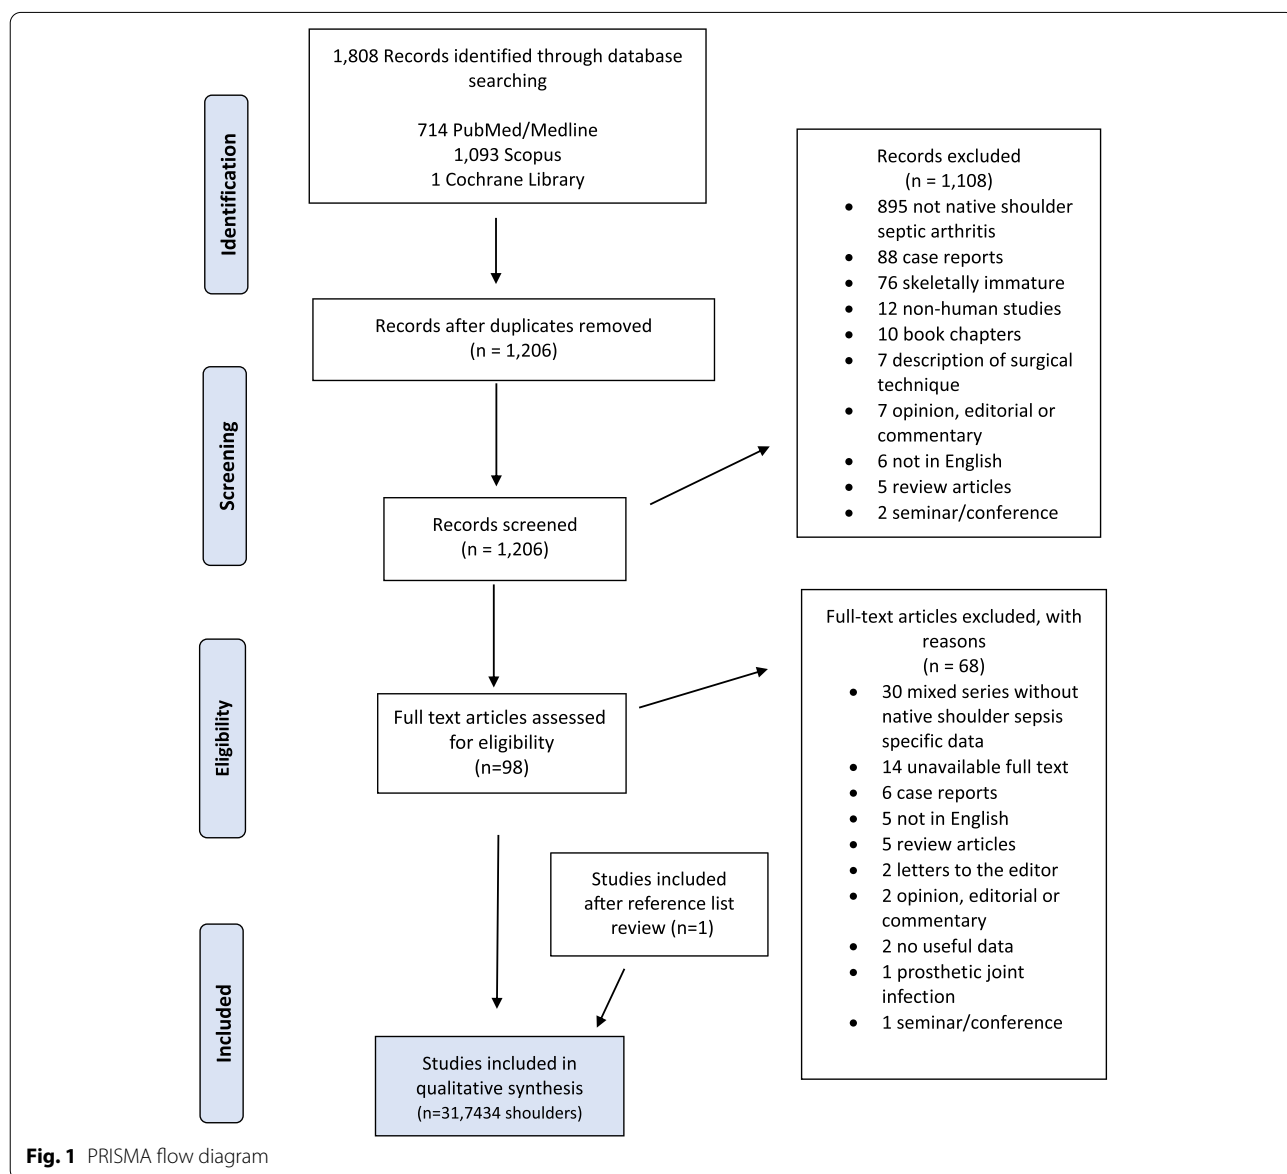 1,808 Records identified through database
searching
714 PubMed/Medline
1,093 Scopus
1 Cochrane Library
Identification
Records excluded
(n = 1,108)
• 895 not native shoulder
septic arthritis
• 88 case reports
• 76 skeletally immature
• 12 non-human studies
• 10 book chapters
• 7 description of surgical
technique
• 7 opinion, editorial or
commentary
• 6 not in English
• 5 review articles
• 2 seminar/conference
Records after duplicates removed
(n = 1,206)
Screening
Records screened
(n = 1,206)
Full-text articles excluded, with
reasons
(n = 68)
• 30 mixed series without
native shoulder sepsis
specific data
• 14 unavailable full text
• 6 case reports
• 5 not in English
• 5 review articles
• 2 letters to the editor
• 2 opinion, editorial or
commentary
• 2 no useful data
• 1 prosthetic joint
infection
• 1 seminar/conference
Eligibility
Full text articles assessed
for eligibility
(n=98)
Studies included
after reference list
review (n=1)
Included
Studies included in
qualitative synthesis
(n=31,7434 shoulders)
Fig. 1 PRISMA flow diagram